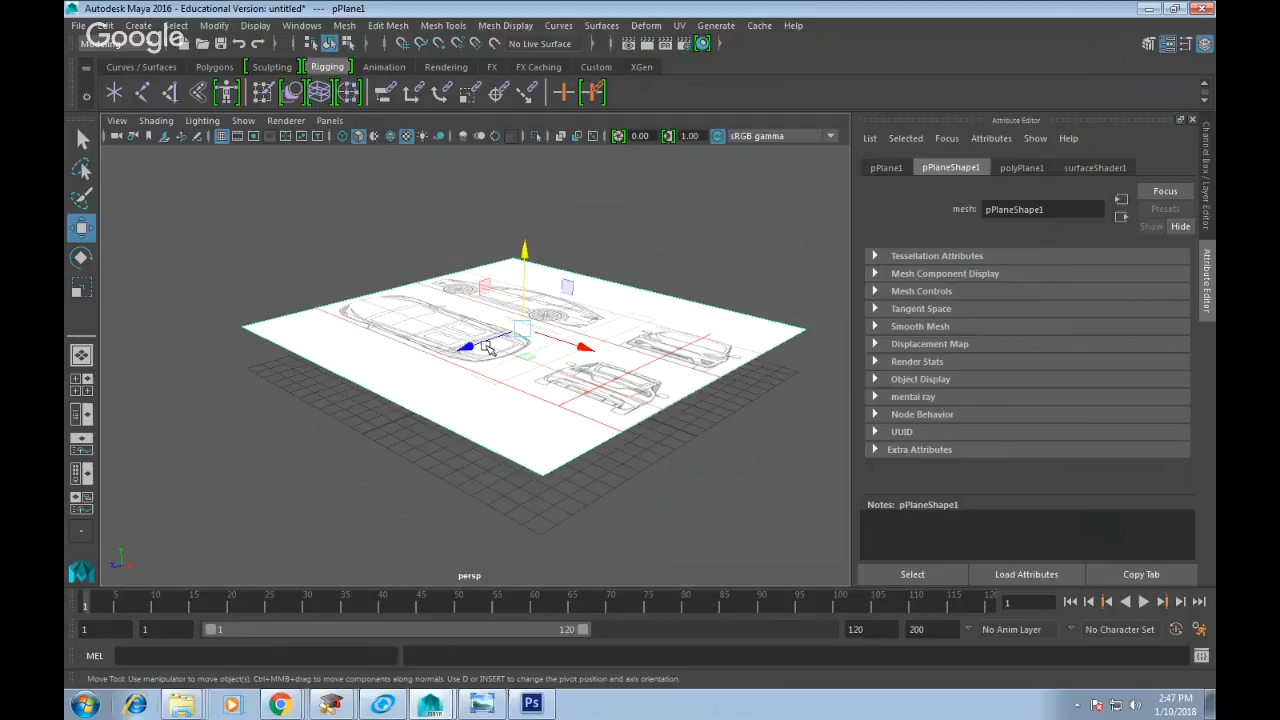 Autodesk Maya 2016 - Educational Version: untitled* --- pPlane1
File Edit Create Select Modify Display Windows Mesh Edit Mesh Mesh Tools Mesh Display Curves Surfaces Deform UV Generate Cache Help
Google
No Live Surface
Curves / Surfaces Polygons Sculpting Rigging Animation Rendering FX FX Caching Custom XGen
View Shading Lighting Show Renderer Panels
0.00 1.00 sRGB gamma
Attribute Editor
List Selected Focus Attributes Show Help
pPlane1 pPlaneShape1 polyPlane1 surfaceShader1
mesh: pPlaneShape1
Focus
Presets
Show Hide
Tessellation Attributes
Mesh Component Display
Mesh Controls
Tangent Space
Smooth Mesh
Displacement Map
Render Stats
Object Display
mental ray
Node Behavior
UUID
Extra Attributes
Notes: pPlaneShape1
Select Load Attributes Copy Tab
Channel Box / Layer Editor
Attribute Editor
persp
1 5 10 15 20 25 30 35 40 45 50 55 60 65 70 75 80 85 90 95 100 105 110 115 12
1
1 1 1 120 120 200 No Anim Layer No Character Set
MEL
Move Tool: Use manipulator to move object(s). Ctrl+MMB+drag to move components along normals. Use D or INSERT to change the pivot position and axis orientation.
Ps
2:47 PM
1/10/2018